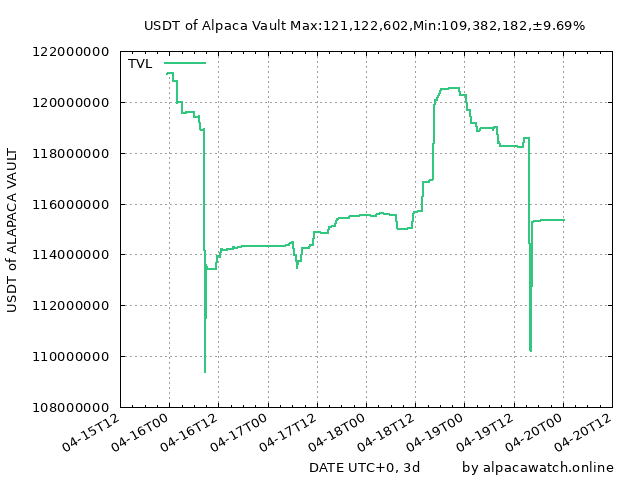 USDT of Alpaca Vault Max:121,122,602,Min:109,382,182,±9.69%
TVL
122000000
120000000
118000000
116000000
114000000
112000000
110000000
108000000
USDT of ALAPACA VAULT
04-15T12
04-16T00
04-16T12
04-17T00
04-17T12
04-18T00
04-18T12
04-19T00
04-19T12
04-20T00
04-20T12
DATE UTC+0, 3d
by alpacawatch.online